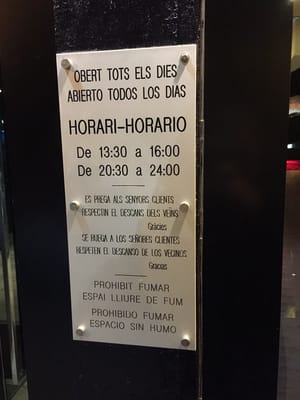 OBERT TOTS ELS DIES
ABIERTO TODOS LOS DIAS
HORARI-HORARIO
De 13:30 a 16:00
De 20:30 a 24:00
ES PREGA ALS SENYORS CLIENTS
RESPECTIN EL DESCANS DELS VEÏNS
Gràcies
SE RUEGA A LOS SEÑORES CLIENTES
RESPETEN EL DESCANSO DE LOS VECINOS
Gracias
PROHIBIT FUMAR
ESPAI LLIURE DE FUM
PROHIBIDO FUMAR
ESPACIO SIN HUMO